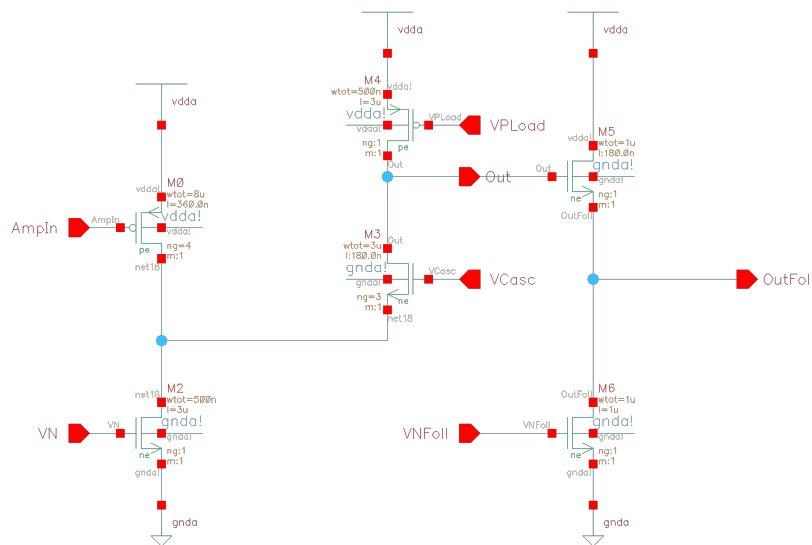 vdda
vdda!
M0
wtot=8u
l=360.0n
vdda!
vdda!
AmpIn
AmpIn
pe
ng=4
m:1
net18
net18
M2
wtot=500n
l=3u
gnda!
gnda!
VN
VN
ne
ng:1
m:1
gnda!
gnda
vdda
M4
vdda!
wtot=500n
l=3u
vdda!
vdda!
VPLoad
VPLoad
pe
ng:1
m:1
Out
Out
M3
Out
wtot=3u
l:180.0n
gnda!
gnda!
VCasc
VCasc
ng=3
m:1
ne
net18
vdda
M5
vdda!
wtot=1u
l:180.0n
gnda!
gnda!
Out
ne
ng:1
m:1
OutFoll
OutFol
OutFoll
M6
wtot=1u
l=1u
gnda!
gnda!
VNFoll
VNFoll
ne
ng:1
m:1
gnda!
gnda